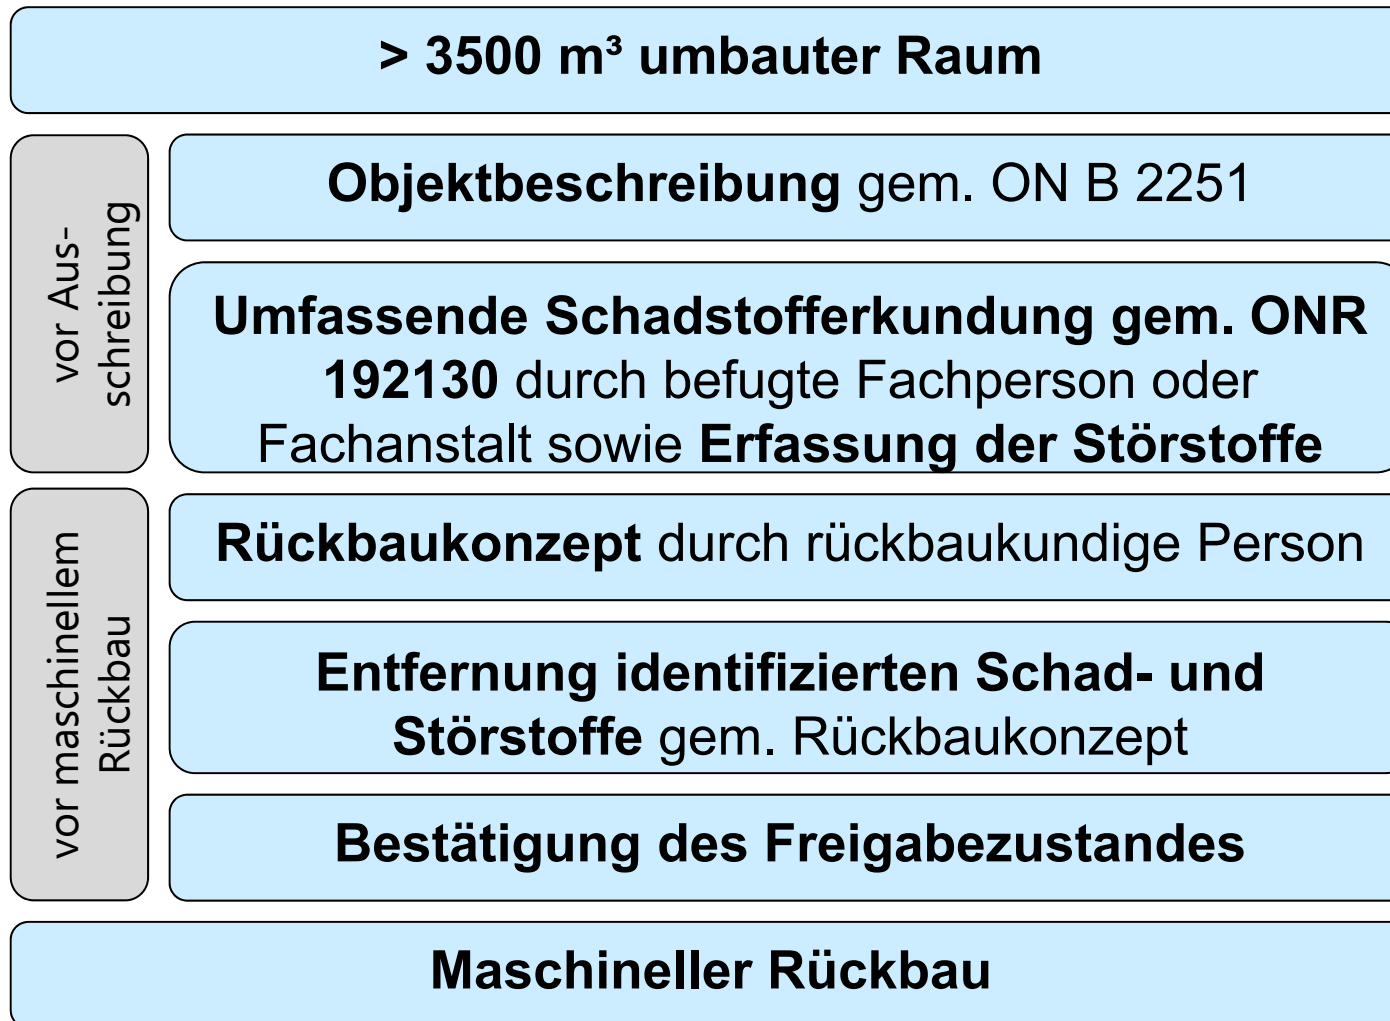 > 3500 m³ umbauter Raum
vor Aus-
schreibung
Objektbeschreibung gem. ON B 2251
Umfassende Schadstofferkundung gem. ONR
192130 durch befugte Fachperson oder
Fachanstalt sowie Erfassung der Störstoffe
vor maschinellem
Rückbau
Rückbaukonzept durch rückbaukundige Person
Entfernung identifizierten Schad- und
Störstoffe gem. Rückbaukonzept
Bestätigung des Freigabezustandes
Maschineller Rückbau